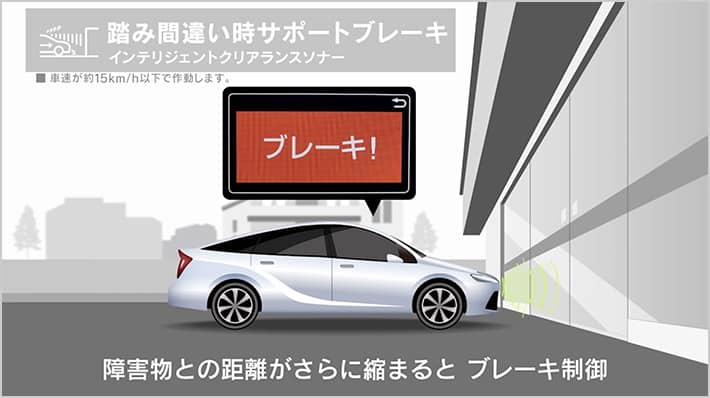 踏み間違い時サポートブレーキ
インテリジェントクリアランスソナー
■ 車速が約15km/h以下で作動します。
ブレーキ!
障害物との距離がさらに縮まると ブレーキ制御